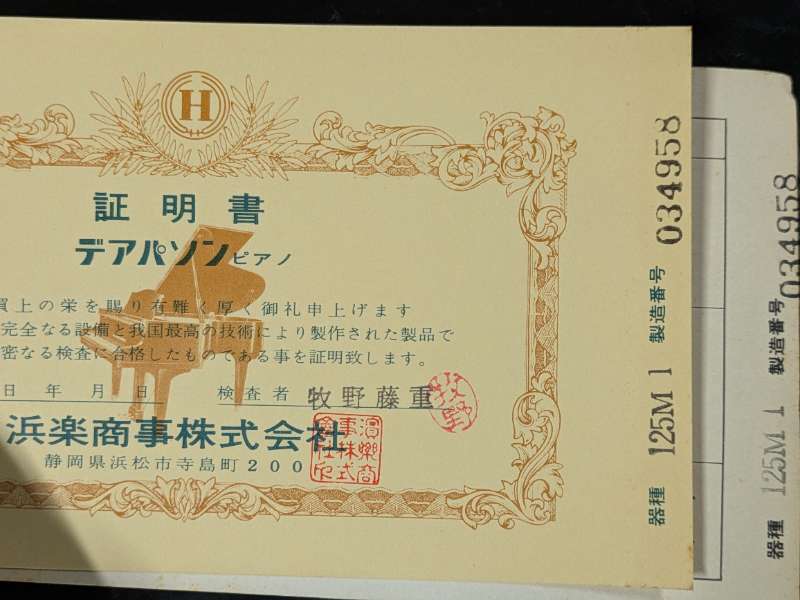 H
証明書
デアパソンピアノ
買上の栄を賜り有難く厚く御礼申上げます
完全なる設備と我国最高の技術により製作された製品で
密なる検査に合格したものである事を証明致します。
日 年 月 日 検査者 牧野藤重
牧野
浜楽商事株式会社
濱樂商事株式會社
静岡県浜松市寺島町200
器種 125M 1 製造番号 034958
器種 125M 1 製造番号 034958